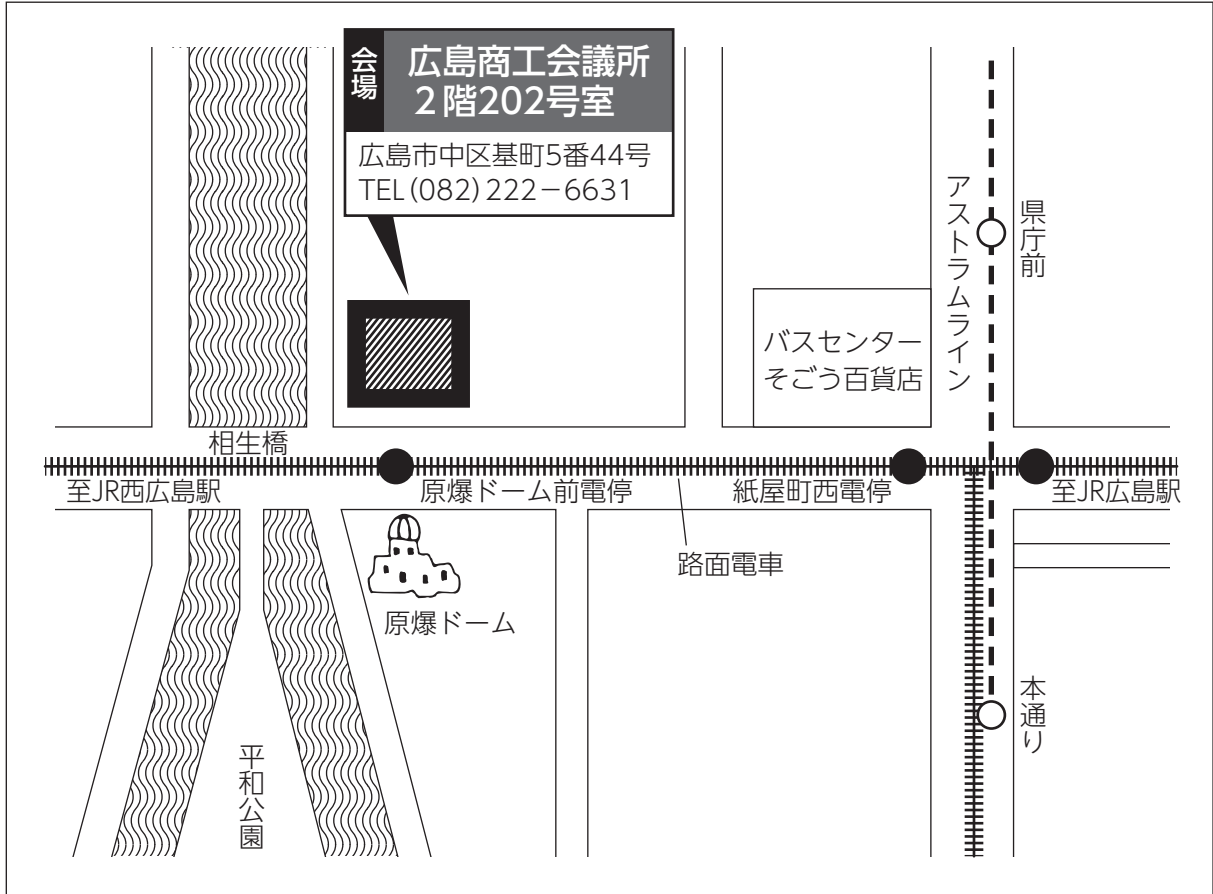 会場
広島商工会議所
2階202号室
広島市中区基町5番44号
TEL(082)222−6631
アストラムライン
県庁前
バスセンター
そごう百貨店
相生橋
至JR西広島駅
原爆ドーム前電停
紙屋町西電停
至JR広島駅
路面電車
原爆ドーム
本通り
平和公園